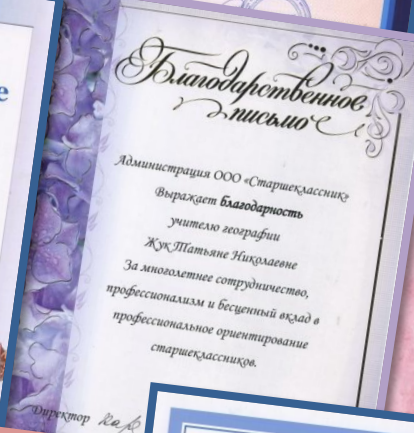 Благодарственное
письмо
Администрация ООО «Старшеклассник»
Выражает благодарность
учителю географии
Жук Татьяне Николаевне
За многолетнее сотрудничество,
профессионализм и бесценный вклад в
профессиональное ориентирование
старшеклассников.
Директор
е